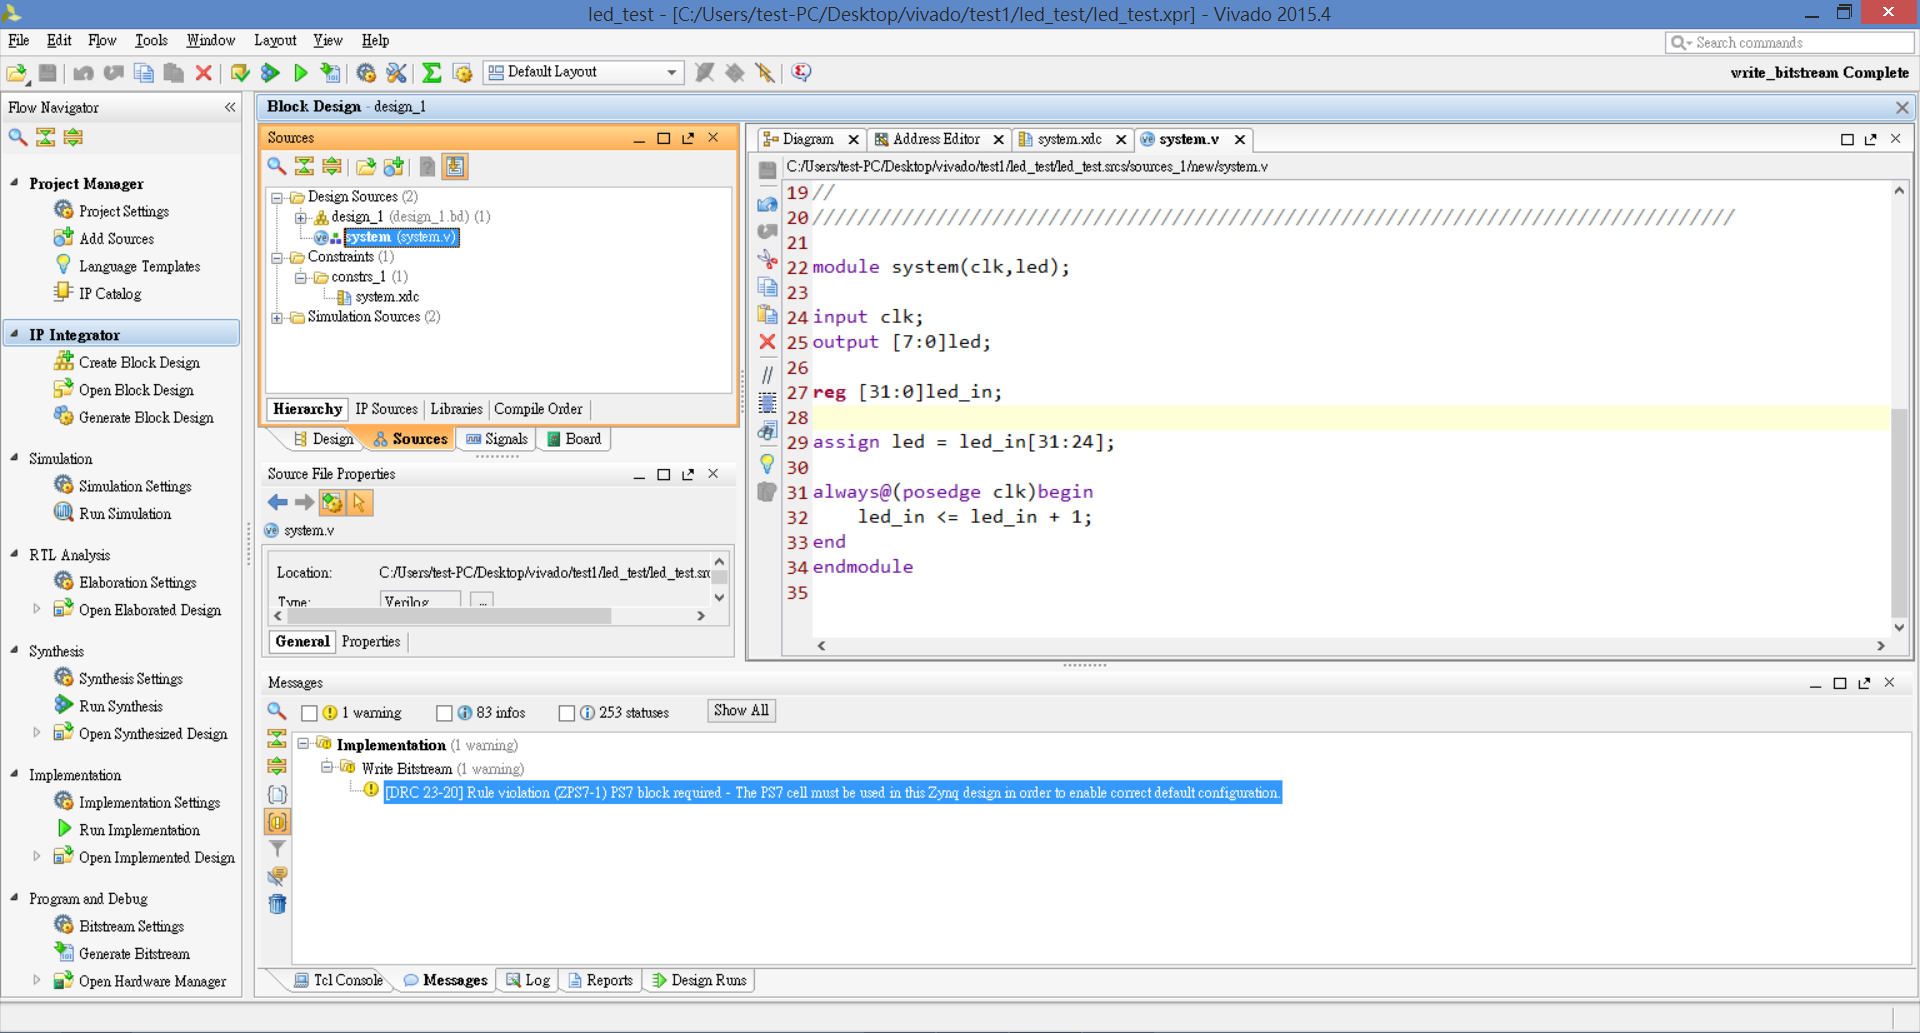 led_test - [C:/Users/test-PC/Desktop/vivado/test1/led_test/led_test.xpr] - Vivado 2015.4
File Edit Flow Tools Window Layout View Help
Search commands
Default Layout
write_bitstream Complete
Flow Navigator
Project Manager
Project Settings
Add Sources
Language Templates
IP Catalog
IP Integrator
Create Block Design
Open Block Design
Generate Block Design
Simulation
Simulation Settings
Run Simulation
RTL Analysis
Elaboration Settings
Open Elaborated Design
Synthesis
Synthesis Settings
Run Synthesis
Open Synthesized Design
Implementation
Implementation Settings
Run Implementation
Open Implemented Design
Program and Debug
Bitstream Settings
Generate Bitstream
Open Hardware Manager
Block Design - design_1
Sources
Design Sources (2)
design_1 (design_1.bd) (1)
system (system.v)
Constraints (1)
constrs_1 (1)
system.xdc
Simulation Sources (2)
Hierarchy IP Sources Libraries Compile Order
Design Sources Signals Board
Source File Properties
system.v
Location: C:/Users/test-PC/Desktop/vivado/test1/led_test/led_test.src
Type: Verilog ...
General Properties
Diagram Address Editor system.xdc system.v
C:/Users/test-PC/Desktop/vivado/test1/led_test/led_test.srcs/sources_1/new/system.v
19 //
20 //////////////////////////////////////////////////////////////////////////////////
21
22 module system(clk,led);
23
24 input clk;
25 output [7:0]led;
26
27 reg [31:0]led_in;
28
29 assign led = led_in[31:24];
30
31 always@(posedge clk)begin
32 led_in <= led_in + 1;
33 end
34 endmodule
35
Messages
1 warning 83 infos 253 statuses Show All
Implementation (1 warning)
Write Bitstream (1 warning)
[DRC 23-20] Rule violation (ZPS7-1) PS7 block required - The PS7 cell must be used in this Zynq design in order to enable correct default configuration.
Tcl Console Messages Log Reports Design Runs